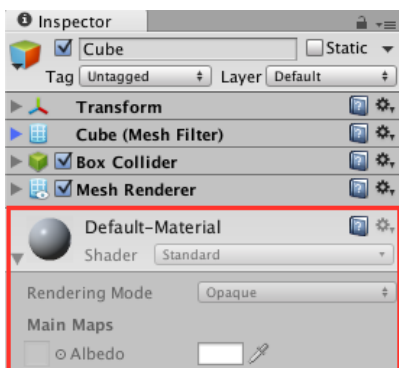 Inspector
Cube Static
Tag Untagged Layer Default
Transform
Cube (Mesh Filter)
Box Collider
Mesh Renderer
Default-Material
Shader Standard
Rendering Mode Opaque
Main Maps
Albedo